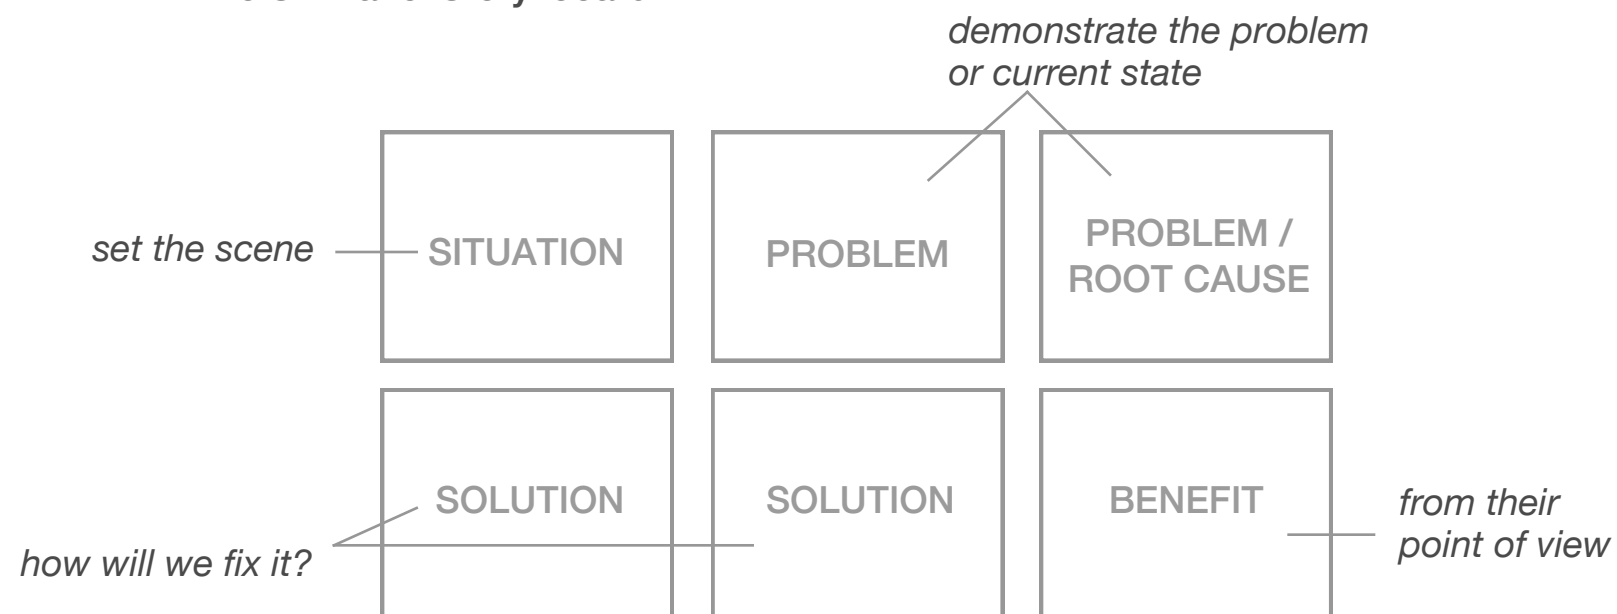 demonstrate the problem
or current state
set the scene
SITUATION
PROBLEM
PROBLEM /
ROOT CAUSE
SOLUTION
SOLUTION
BENEFIT
how will we fix it?
from their
point of view